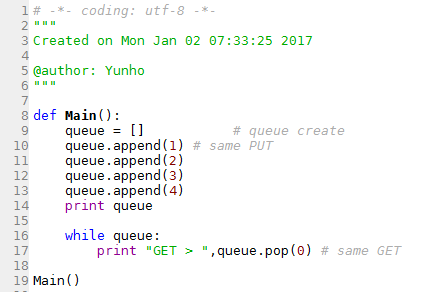 1 # -*- coding: utf-8 -*-
2 """
3 Created on Mon Jan 02 07:33:25 2017
4
5 @author: Yunho
6 """
7
8 def Main():
9     queue = []           # queue create
10     queue.append(1) # same PUT
11     queue.append(2)
12     queue.append(3)
13     queue.append(4)
14     print queue
15
16     while queue:
17         print "GET > ",queue.pop(0) # same GET
18
19 Main()